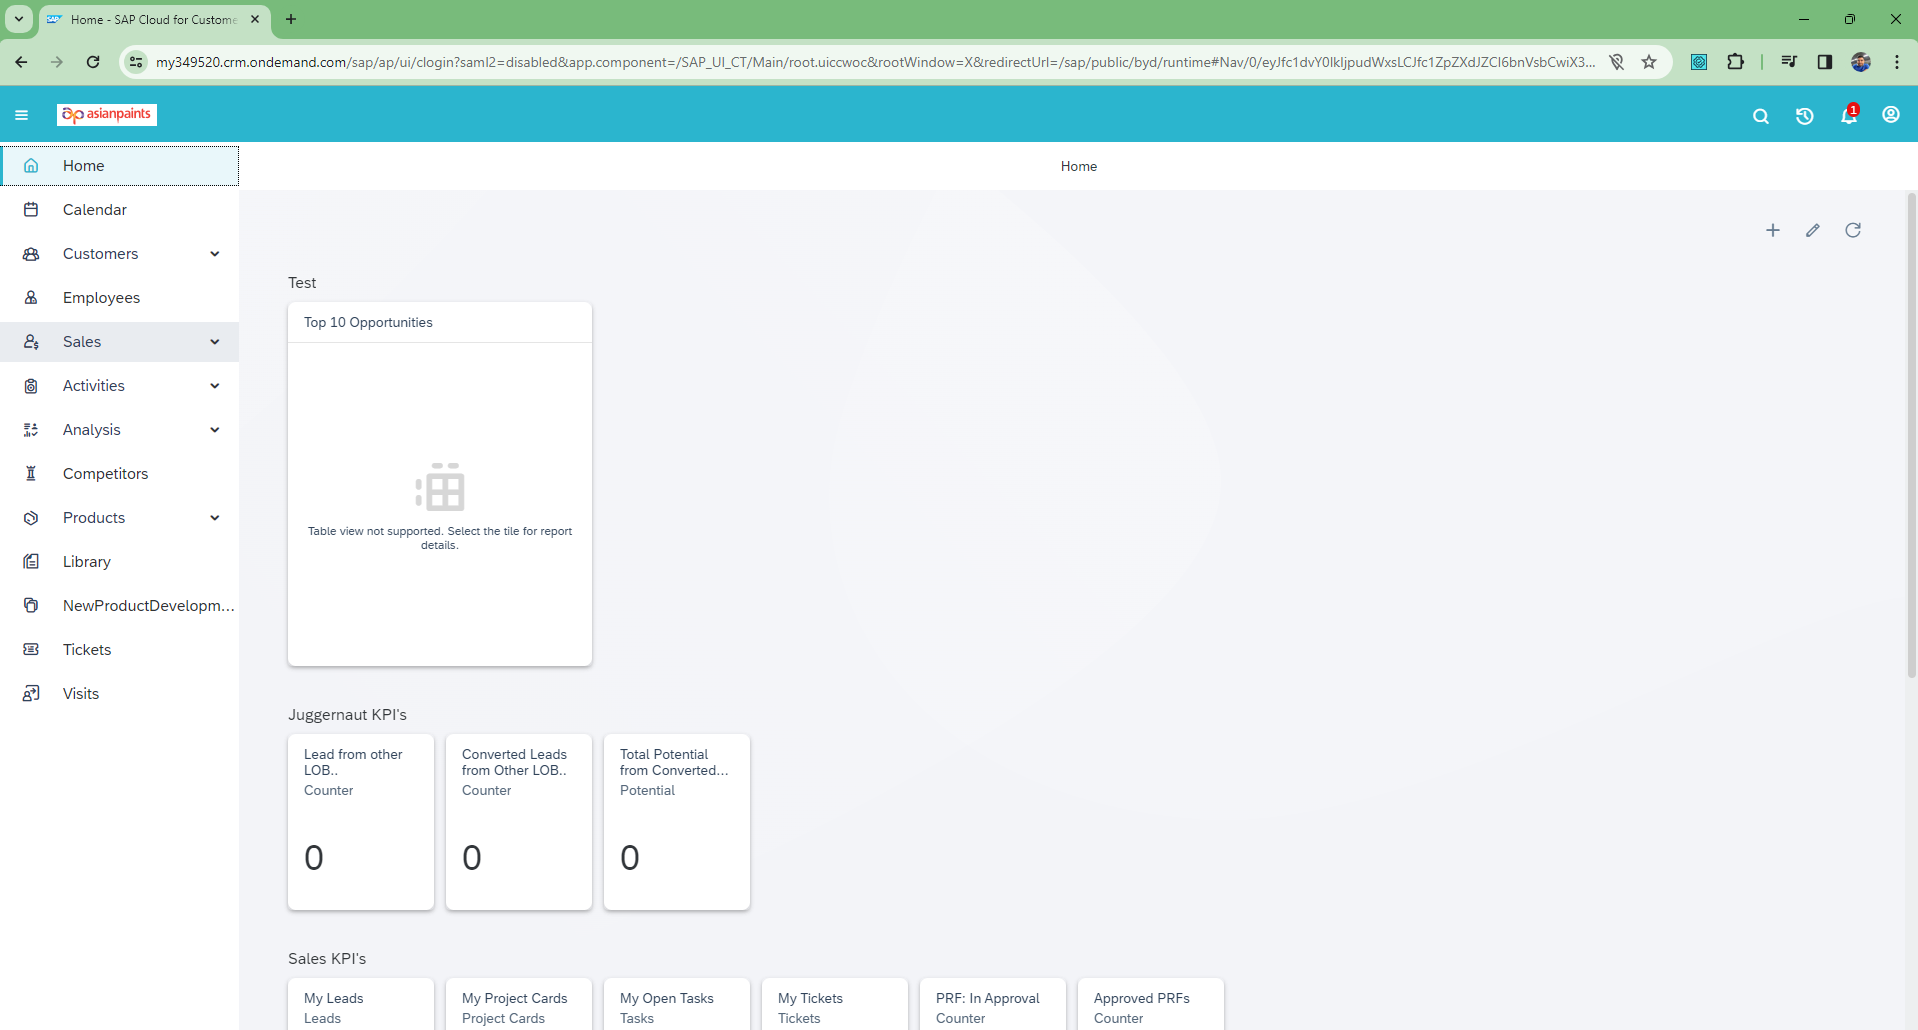 Home - SAP Cloud for Custome
my349520.crm.ondemand.com/sap/ap/ui/clogin?saml2=disabled&app.component=/SAP_UI_CT/Main/root.uiccwoc&rootWindow=X&redirectUrl=/sap/public/byd/runtime#Nav/0/eyJfc1dvY0lkIjpudWxsLCJfc1ZpZXdJZCI6bnVsbCwiX3...
asianpaints
1
Home
Home
Calendar
Customers
Employees
Sales
Activities
Analysis
Competitors
Products
Library
NewProductDevelopm...
Tickets
Visits
Test
Top 10 Opportunities
Table view not supported. Select the tile for report
details.
Juggernaut KPI's
Lead from other
LOB..
Counter
0
Converted Leads
from Other LOB..
Counter
0
Total Potential
from Converted...
Potential
0
Sales KPI's
My Leads
Leads
My Project Cards
Project Cards
My Open Tasks
Tasks
My Tickets
Tickets
PRF: In Approval
Counter
Approved PRFs
Counter